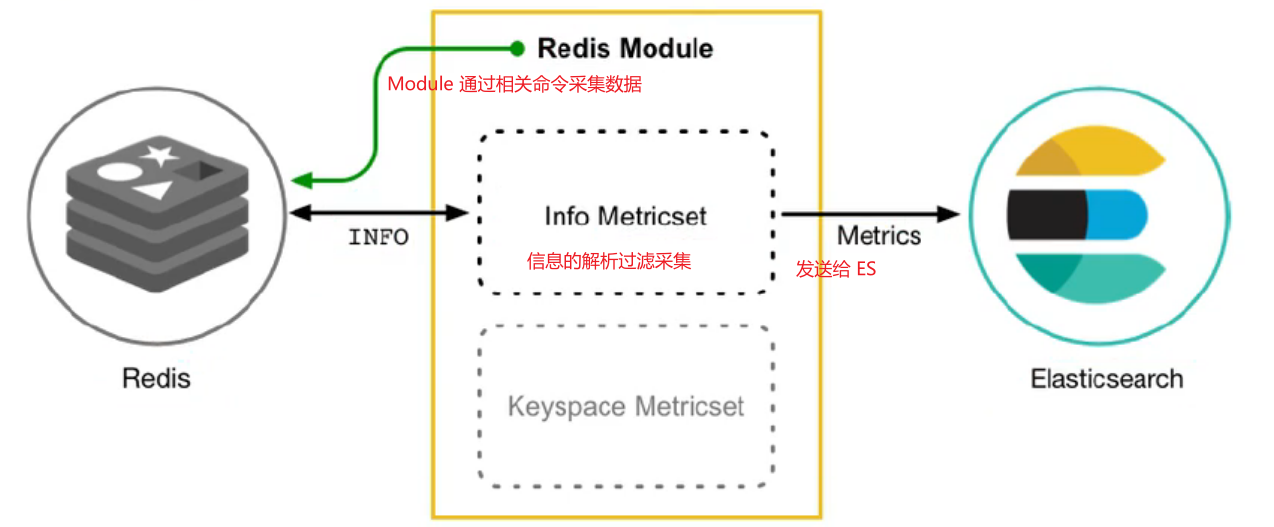 Redis Module
Module 通过相关命令采集数据
Info Metricset
INFO
Metrics
信息的解析过滤采集
发送给 ES
Redis
Elasticsearch
Keyspace Metricset